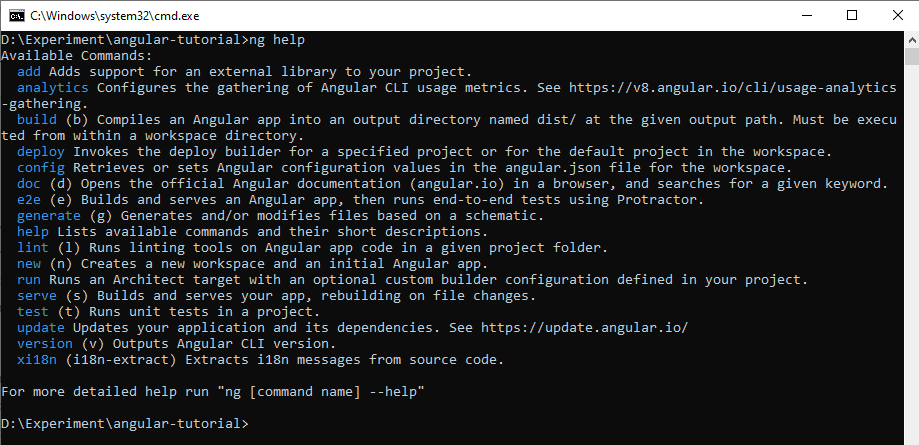 C:\Windows\system32\cmd.exe
D:\Experiment\angular-tutorial>ng help
Available Commands:
  add Adds support for an external library to your project.
  analytics Configures the gathering of Angular CLI usage metrics. See https://v8.angular.io/cli/usage-analytics
-gathering.
  build (b) Compiles an Angular app into an output directory named dist/ at the given output path. Must be execu
ted from within a workspace directory.
  deploy Invokes the deploy builder for a specified project or for the default project in the workspace.
  config Retrieves or sets Angular configuration values in the angular.json file for the workspace.
  doc (d) Opens the official Angular documentation (angular.io) in a browser, and searches for a given keyword.
  e2e (e) Builds and serves an Angular app, then runs end-to-end tests using Protractor.
  generate (g) Generates and/or modifies files based on a schematic.
  help Lists available commands and their short descriptions.
  lint (l) Runs linting tools on Angular app code in a given project folder.
  new (n) Creates a new workspace and an initial Angular app.
  run Runs an Architect target with an optional custom builder configuration defined in your project.
  serve (s) Builds and serves your app, rebuilding on file changes.
  test (t) Runs unit tests in a project.
  update Updates your application and its dependencies. See https://update.angular.io/
  version (v) Outputs Angular CLI version.
  xi18n (i18n-extract) Extracts i18n messages from source code.
For more detailed help run "ng [command name] --help"
D:\Experiment\angular-tutorial>